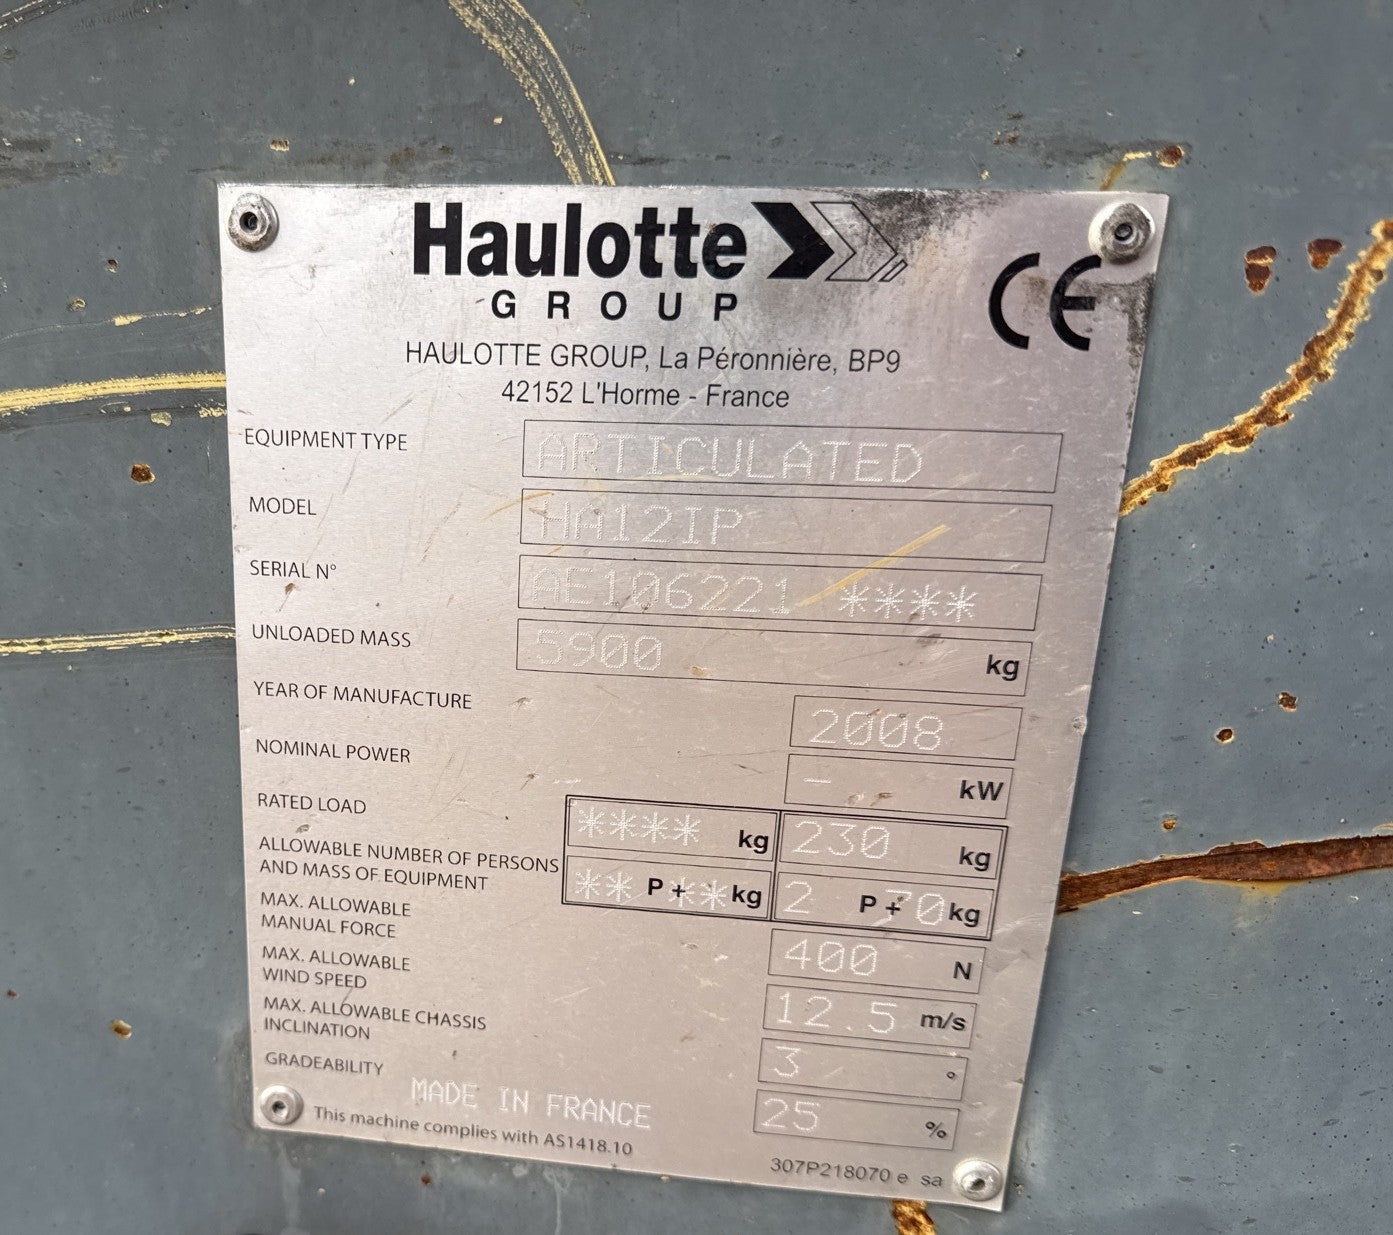 Haulotte
GROUP
CE
HAULOTTE GROUP, La Péronnière, BP9
42152 L'Horme - France
EQUIPMENT TYPE ARTICULATED
MODEL HA12IP
SERIAL N° AE106221 ****
UNLOADED MASS 5900 kg
YEAR OF MANUFACTURE 2008
NOMINAL POWER - kW
RATED LOAD **** kg 230 kg
ALLOWABLE NUMBER OF PERSONS
AND MASS OF EQUIPMENT ** P + ** kg 2 P + 70 kg
MAX. ALLOWABLE
MANUAL FORCE 400 N
MAX. ALLOWABLE
WIND SPEED 12.5 m/s
MAX. ALLOWABLE CHASSIS
INCLINATION 3 °
GRADEABILITY 25 %
MADE IN FRANCE
This machine complies with AS1418.10
307P218070 e sa